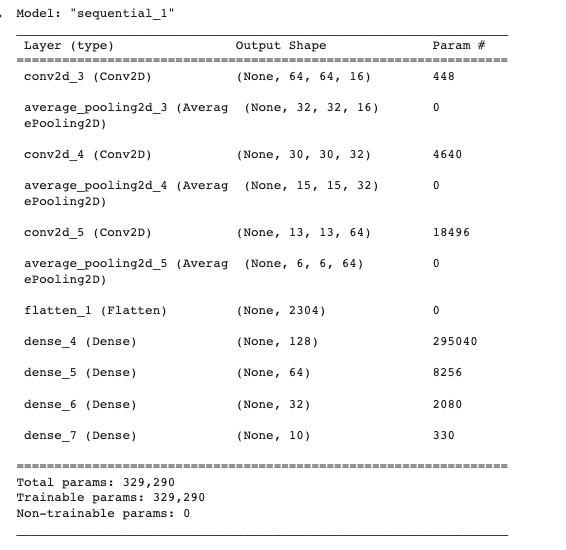 Model: "sequential_1"
Layer (type) Output Shape Param #
=================================================================
conv2d_3 (Conv2D) (None, 64, 64, 16) 448
average_pooling2d_3 (Averag (None, 32, 32, 16) 0
ePooling2D)
conv2d_4 (Conv2D) (None, 30, 30, 32) 4640
average_pooling2d_4 (Averag (None, 15, 15, 32) 0
ePooling2D)
conv2d_5 (Conv2D) (None, 13, 13, 64) 18496
average_pooling2d_5 (Averag (None, 6, 6, 64) 0
ePooling2D)
flatten_1 (Flatten) (None, 2304) 0
dense_4 (Dense) (None, 128) 295040
dense_5 (Dense) (None, 64) 8256
dense_6 (Dense) (None, 32) 2080
dense_7 (Dense) (None, 10) 330
=================================================================
Total params: 329,290
Trainable params: 329,290
Non-trainable params: 0